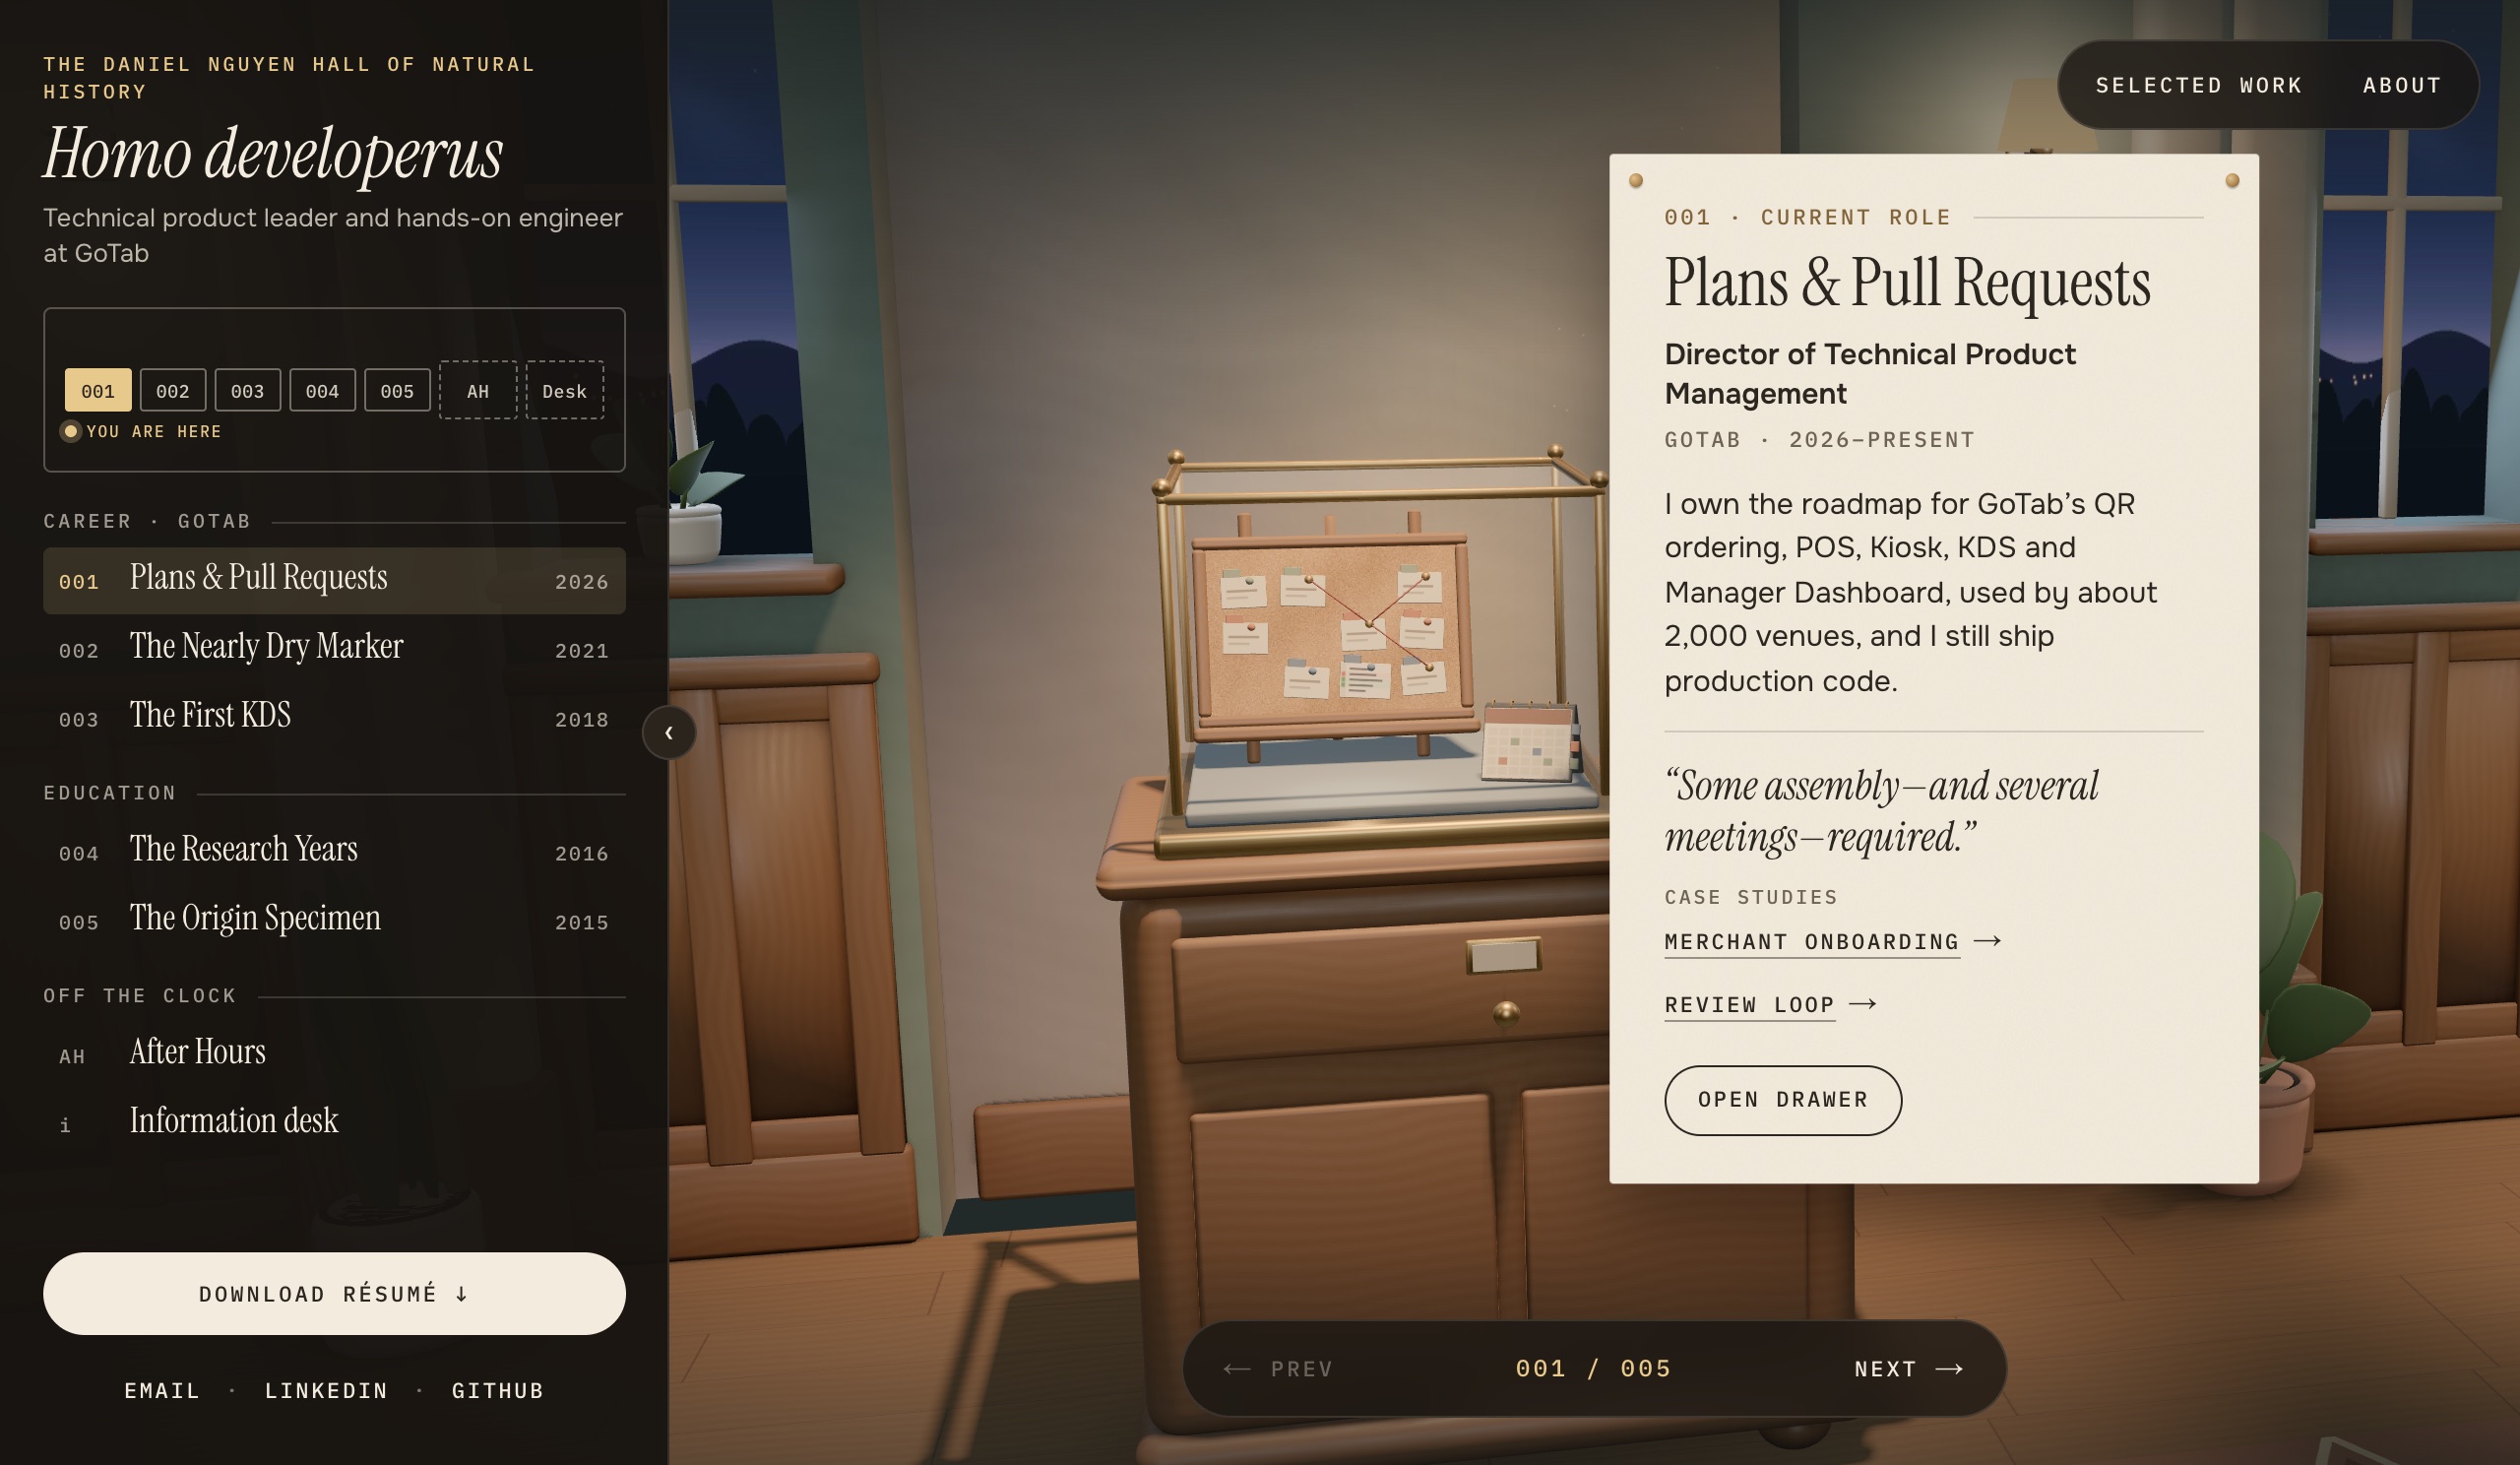 THE DANIEL NGUYEN HALL OF NATURAL
HISTORY
Homo developerus
Technical product leader and hands-on engineer
at GoTab
001 002 003 004 005 AH Desk
YOU ARE HERE
CAREER · GOTAB
001 Plans & Pull Requests 2026
002 The Nearly Dry Marker 2021
003 The First KDS 2018
EDUCATION
004 The Research Years 2016
005 The Origin Specimen 2015
OFF THE CLOCK
AH After Hours
i Information desk
DOWNLOAD RÉSUMÉ ↓
EMAIL · LINKEDIN · GITHUB
SELECTED WORK ABOUT
001 · CURRENT ROLE
Plans & Pull Requests
Director of Technical Product
Management
GOTAB · 2026–PRESENT
I own the roadmap for GoTab’s QR
ordering, POS, Kiosk, KDS and
Manager Dashboard, used by about
2,000 venues, and I still ship
production code.
“Some assembly—and several
meetings—required.”
CASE STUDIES
MERCHANT ONBOARDING →
REVIEW LOOP →
OPEN DRAWER
← PREV 001 / 005 NEXT →